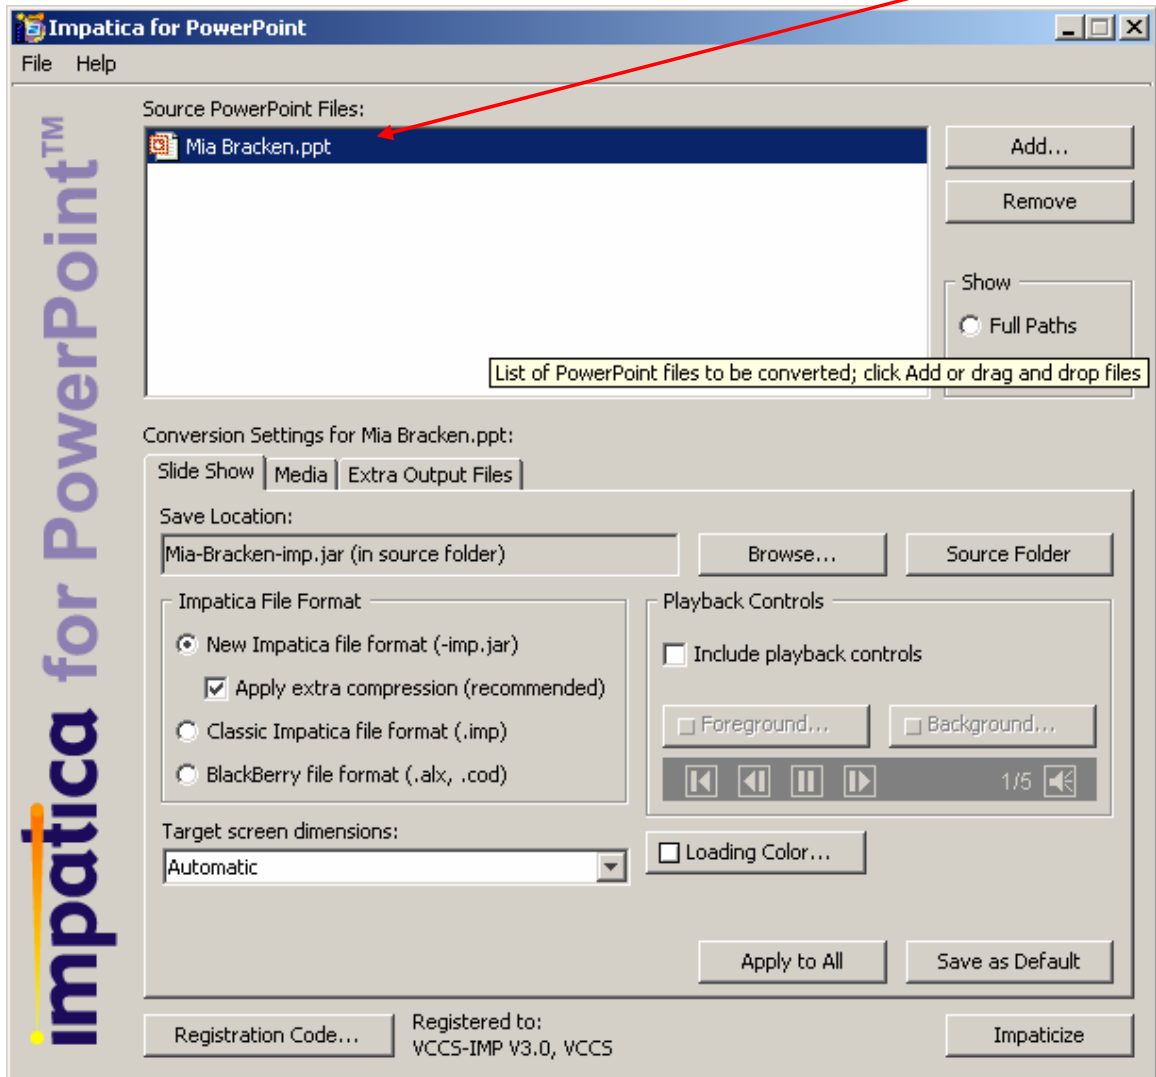 Impatica for PowerPoint
File Help
impatica for PowerPoint™
Source PowerPoint Files:
Mia Bracken.ppt
Add...
Remove
Show
Full Paths
List of PowerPoint files to be converted; click Add or drag and drop files
Conversion Settings for Mia Bracken.ppt:
Slide Show Media Extra Output Files
Save Location:
Mia-Bracken-imp.jar (in source folder)
Browse...
Source Folder
Impatica File Format
New Impatica file format (-imp.jar)
Apply extra compression (recommended)
Classic Impatica file format (.imp)
BlackBerry file format (.alx, .cod)
Playback Controls
Include playback controls
Foreground...
Background...
1/5
Target screen dimensions:
Automatic
Loading Color...
Apply to All
Save as Default
Registration Code...
Registered to:
VCCS-IMP V3.0, VCCS
Impaticize